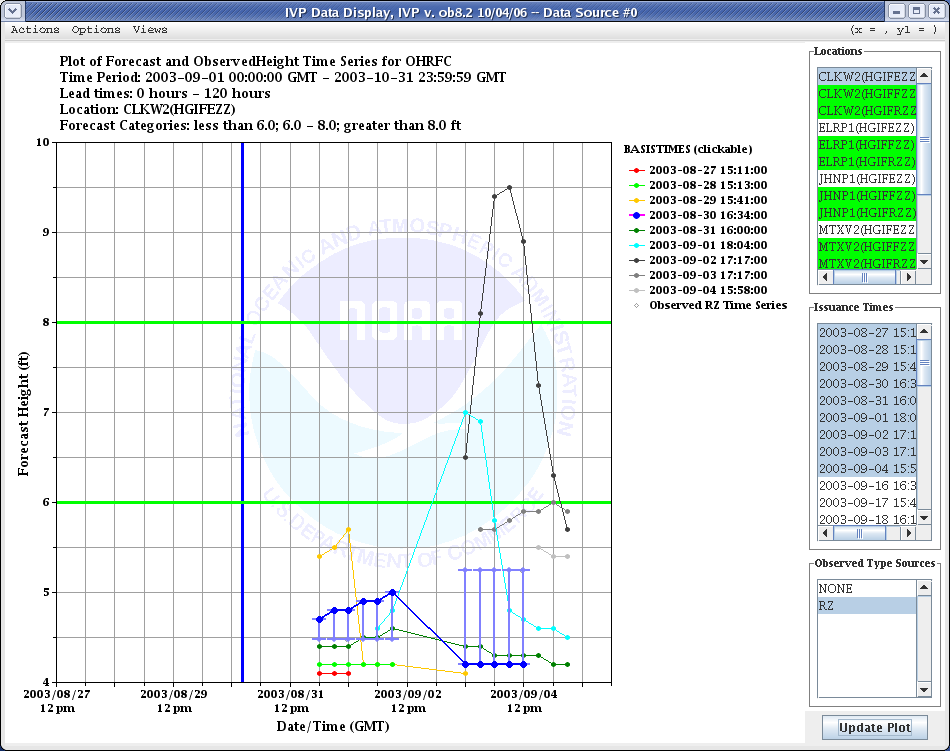 IVP Data Display, IVP v. ob8.2 10/04/06 -- Data Source #0
Actions Options Views (x = , y1 = )
Plot of Forecast and ObservedHeight Time Series for OHRFC
Time Period: 2003-09-01 00:00:00 GMT - 2003-10-31 23:59:59 GMT
Lead times: 0 hours - 120 hours
Location: CLKW2(HGIFEZZ)
Forecast Categories: less than 6.0; 6.0 - 8.0; greater than 8.0 ft
10
9
8
7
6
5
4
Forecast Height (ft)
NATIONAL OCEANIC AND ATMOSPHERIC ADMINISTRATION
NOAA
U.S. DEPARTMENT OF COMMERCE
2003/08/27 2003/08/29 2003/08/31 2003/09/02 2003/09/04
12 pm 12 pm 12 pm 12 pm 12 pm
Date/Time (GMT)
BASISTIMES (clickable)
2003-08-27 15:11:00
2003-08-28 15:13:00
2003-08-29 15:41:00
2003-08-30 16:34:00
2003-08-31 16:00:00
2003-09-01 18:04:00
2003-09-02 17:17:00
2003-09-03 17:17:00
2003-09-04 15:58:00
Observed RZ Time Series
Locations
CLKW2(HGIFEZZ
CLKW2(HGIFFZZ
CLKW2(HGIFRZZ
ELRP1(HGIFEZZ)
ELRP1(HGIFFZZ)
ELRP1(HGIFRZZ)
JHNP1(HGIFEZZ)
JHNP1(HGIFFZZ)
JHNP1(HGIFRZZ)
MTXV2(HGIFEZZ
MTXV2(HGIFFZZ
MTXV2(HGIFRZZ
Issuance Times
2003-08-27 15:1
2003-08-28 15:1
2003-08-29 15:4
2003-08-30 16:3
2003-08-31 16:0
2003-09-01 18:0
2003-09-02 17:1
2003-09-03 17:1
2003-09-04 15:5
2003-09-16 16:3
2003-09-17 15:4
2003-09-18 16:1
Observed Type Sources
NONE
RZ
Update Plot